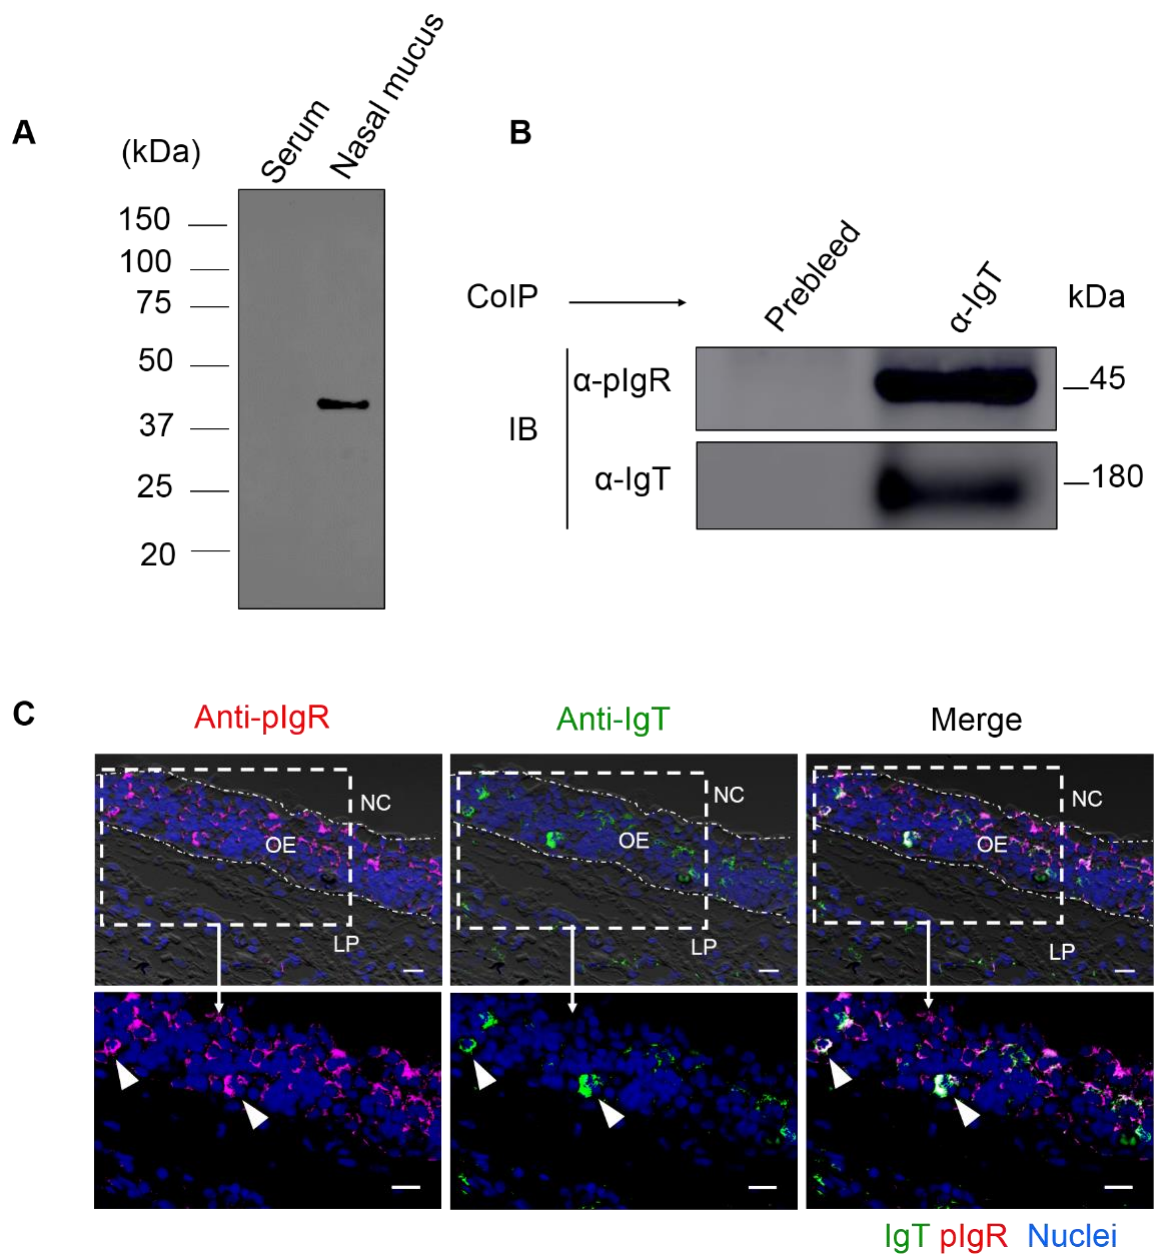 A
(kDa)
Serum
Nasal mucus
150
100
75
50
37
25
20
B
CoIP
Prebleed
α-IgT
kDa
IB
α-pIgR
45
α-IgT
180
C
Anti-pIgR
Anti-IgT
Merge
NC
OE
LP
NC
OE
LP
NC
OE
LP
IgT pIgR Nuclei